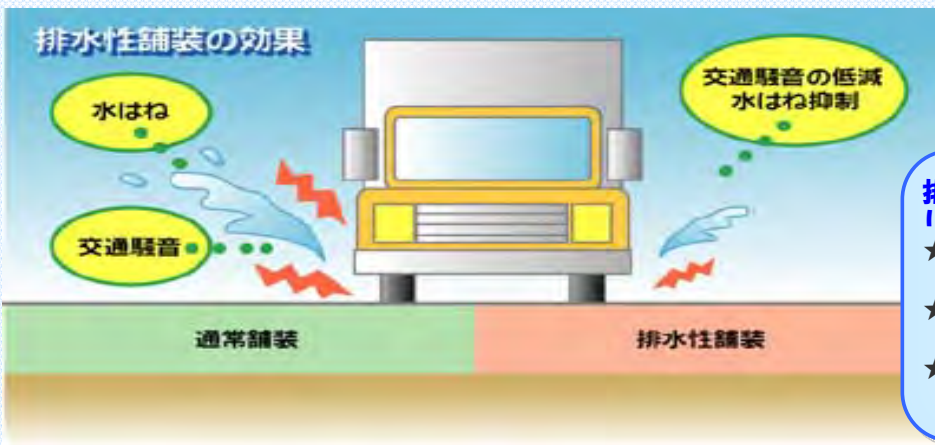 排水性舗装の効果
水はね
交通騒音の低減
水はね抑制
交通騒音
通常舗装
排水性舗装
★
★
★